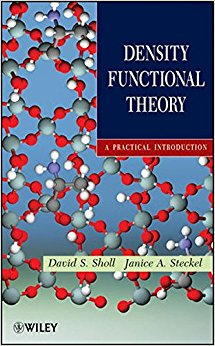 DENSITY
FUNCTIONAL
THEORY
A PRACTICAL INTRODUCTION
David S. Sholl Janice A. Steckel
WILEY